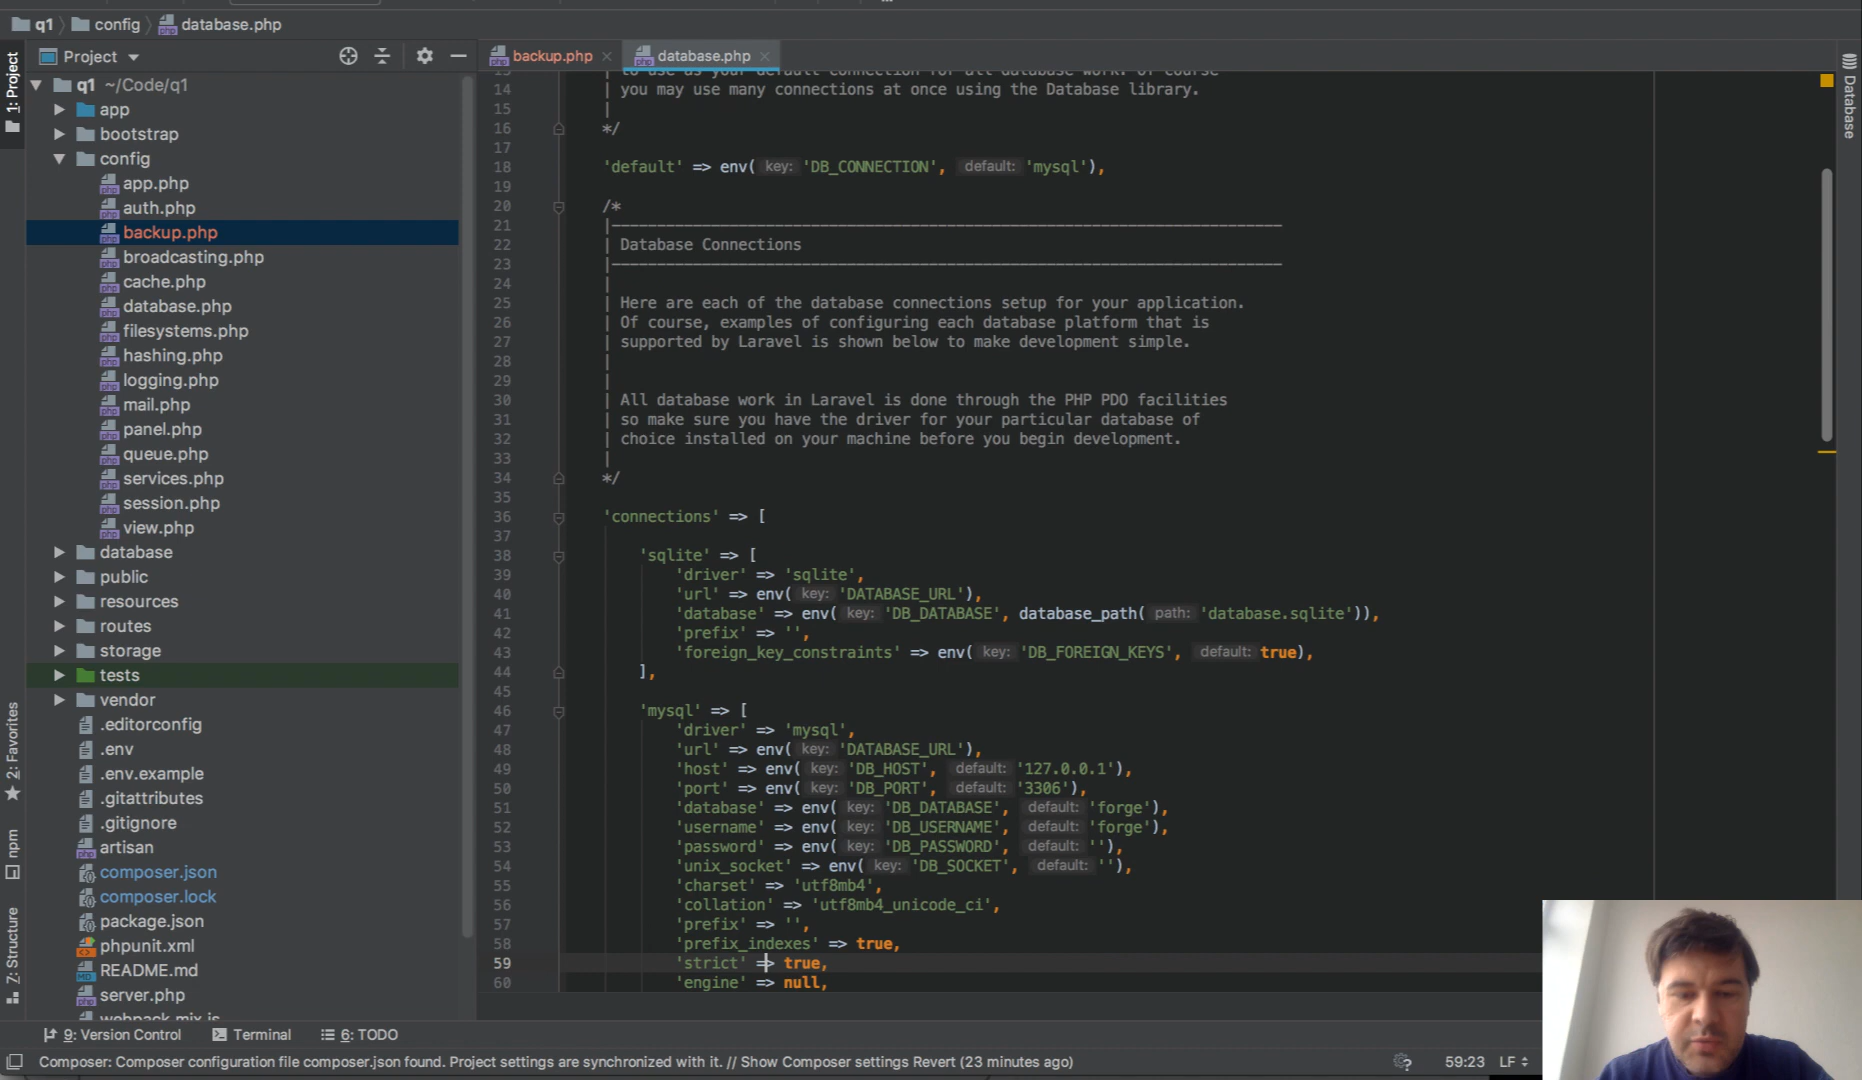 q1
config
database.php
1: Project
Project
q1 ~/Code/q1
app
bootstrap
config
app.php
auth.php
backup.php
broadcasting.php
cache.php
database.php
filesystems.php
hashing.php
logging.php
mail.php
panel.php
queue.php
services.php
session.php
view.php
database
public
resources
routes
storage
tests
vendor
.editorconfig
.env
.env.example
.gitattributes
.gitignore
artisan
composer.json
composer.lock
package.json
phpunit.xml
README.md
server.php
webpack.mix.js
2: Favorites
npm
Z: Structure
backup.php
database.php
13 | to use as your default connection for all database work. Of course
14 | you may use many connections at once using the Database library.
15 |
16 */
17
18 'default' => env( key: 'DB_CONNECTION', default: 'mysql'),
19
20 /*
21 |--------------------------------------------------------------------------
22 | Database Connections
23 |--------------------------------------------------------------------------
24 |
25 | Here are each of the database connections setup for your application.
26 | Of course, examples of configuring each database platform that is
27 | supported by Laravel is shown below to make development simple.
28 |
29 |
30 | All database work in Laravel is done through the PHP PDO facilities
31 | so make sure you have the driver for your particular database of
32 | choice installed on your machine before you begin development.
33 |
34 */
35
36 'connections' => [
37
38 'sqlite' => [
39 'driver' => 'sqlite',
40 'url' => env( key: 'DATABASE_URL'),
41 'database' => env( key: 'DB_DATABASE', database_path( path: 'database.sqlite')),
42 'prefix' => '',
43 'foreign_key_constraints' => env( key: 'DB_FOREIGN_KEYS', default: true),
44 ],
45
46 'mysql' => [
47 'driver' => 'mysql',
48 'url' => env( key: 'DATABASE_URL'),
49 'host' => env( key: 'DB_HOST', default: '127.0.0.1'),
50 'port' => env( key: 'DB_PORT', default: '3306'),
51 'database' => env( key: 'DB_DATABASE', default: 'forge'),
52 'username' => env( key: 'DB_USERNAME', default: 'forge'),
53 'password' => env( key: 'DB_PASSWORD', default: ''),
54 'unix_socket' => env( key: 'DB_SOCKET', default: ''),
55 'charset' => 'utf8mb4',
56 'collation' => 'utf8mb4_unicode_ci',
57 'prefix' => '',
58 'prefix_indexes' => true,
59 'strict' => true,
60 'engine' => null,
Database
9: Version Control
Terminal
6: TODO
Composer: Composer configuration file composer.json found. Project settings are synchronized with it. // Show Composer settings Revert (23 minutes ago)
59:23
LF